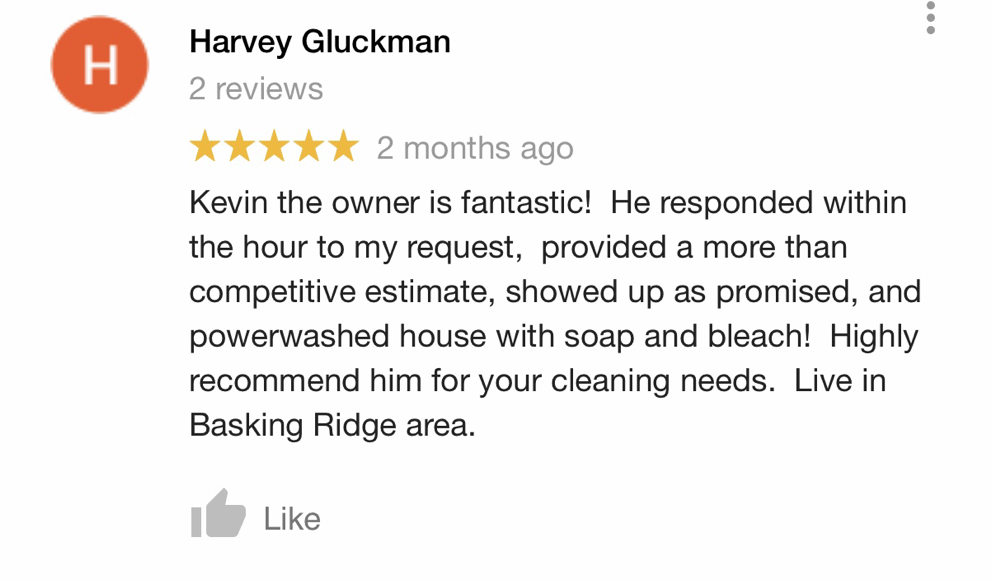 H
Harvey Gluckman
2 reviews
2 months ago
Kevin the owner is fantastic!  He responded within
the hour to my request,  provided a more than
competitive estimate, showed up as promised, and
powerwashed house with soap and bleach!  Highly
recommend him for your cleaning needs.  Live in
Basking Ridge area.
Like